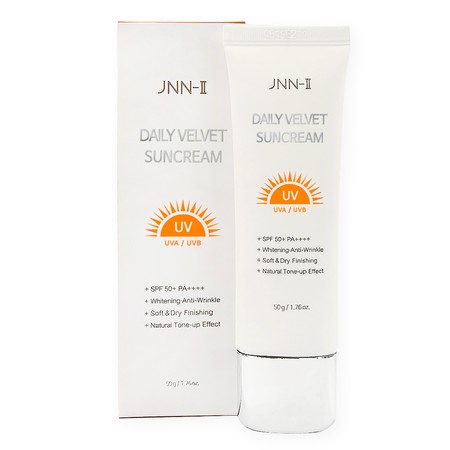 JNN-Ⅱ
DAILY VELVET
SUNCREAM
UV
UVA / UVB
+ SPF 50+ PA++++
+ Whitening·Anti-Wrinkle
+ Soft & Dry Finishing
+ Natural Tone-up Effect
50g / 1.76oz.
JNN-Ⅱ
DAILY VELVET
SUNCREAM
UV
UVA / UVB
+ SPF 50+ PA++++
+ Whitening·Anti-Wrinkle
+ Soft & Dry Finishing
+ Natural Tone-up Effect
50g / 1.76oz.